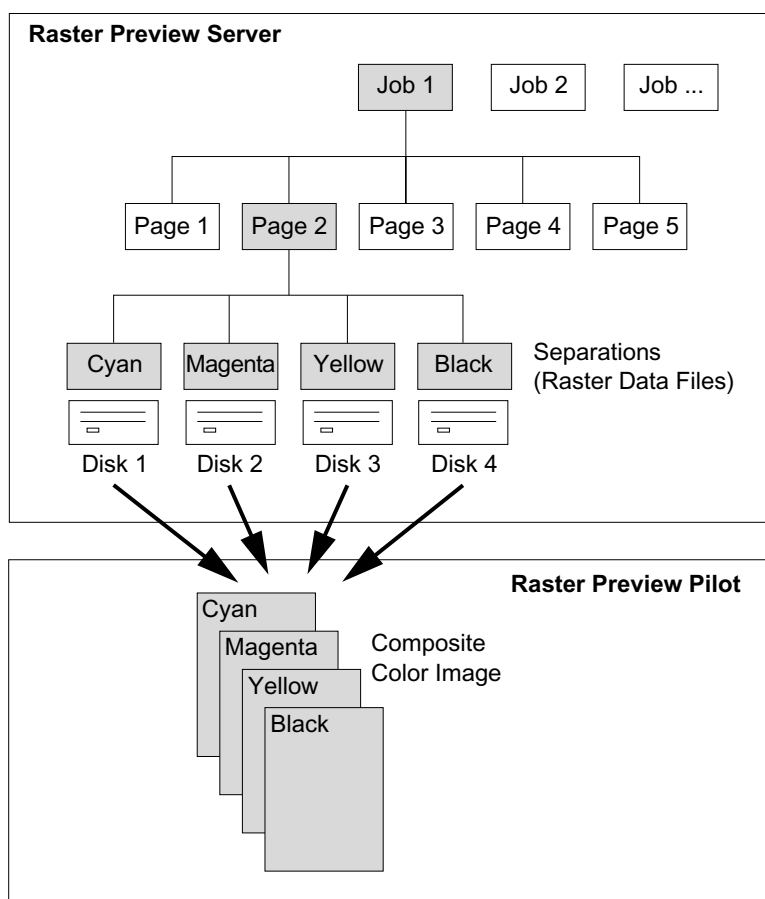 Raster Preview Server
Job 1 Job 2 Job ...
Page 1 Page 2 Page 3 Page 4 Page 5
Cyan Magenta Yellow Black
Separations
(Raster Data Files)
Disk 1 Disk 2 Disk 3 Disk 4
Raster Preview Pilot
Cyan
Magenta
Yellow
Black
Composite
Color Image